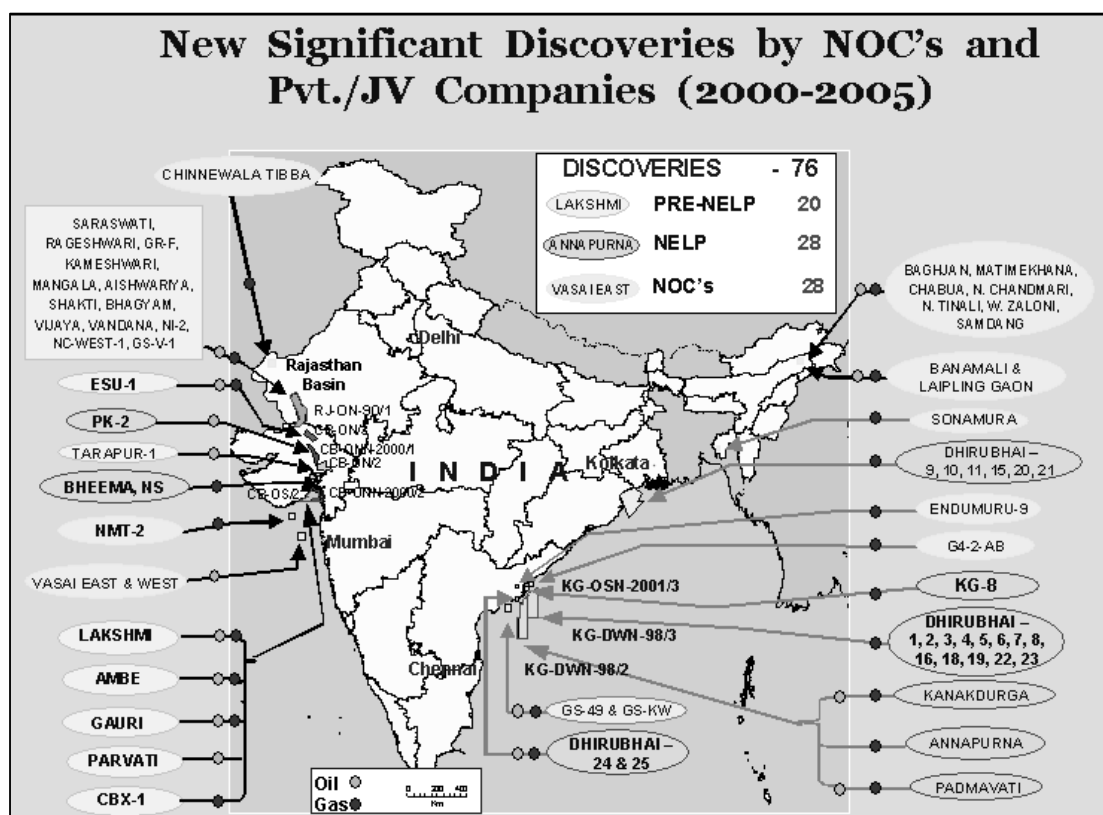 New Significant Discoveries by NOC's and
Pvt./JV Companies (2000-2005)
DISCOVERIES - 76
LAKSHMI PRE-NELP 20
ANNAPURNA NELP 28
VASAI EAST NOC's 28
CHINNEWALA TIBBA
SARASWATI,
RAGESHWARI, GR-F,
KAMESHWARI,
MANGALA, AISHWARIYA,
SHAKTI, BHAGYAM,
VIJAYA, VANDANA, NI-2,
NC-WEST-1, GS-V-1
ESU-1
PK-2
TARAPUR-1
BHEEMA, NS
NMT-2
VASAI EAST & WEST
LAKSHMI
AMBE
GAURI
PARVATI
CBX-1
Delhi
Rajasthan
Basin
RJ-ON-90/1
CB-ONN-2000/1
CB-ON/2
CB-ONN-2000/2
CB-OS/2
INDIA
Kolkata
Mumbai
Chennai
KG-OSN-2001/3
KG-DWN-98/3
KG-DWN-98/2
BAGHJAN, MATIMEKHANA,
CHABUA, N. CHANDMARI,
N. TINALI, W. ZALONI,
SAMDANG
BANAMALI &
LAIPLING GAON
SONAMURA
DHIRUBHAI –
9, 10, 11, 15, 20, 21
ENDUMURU-9
G4-2-AB
KG-8
DHIRUBHAI –
1, 2, 3, 4, 5, 6, 7, 8,
16, 18, 19, 22, 23
KANAKDURGA
ANNAPURNA
PADMAVATI
GS-49 & GS-KW
DHIRUBHAI –
24 & 25
Oil
Gas
0 200 400
Km